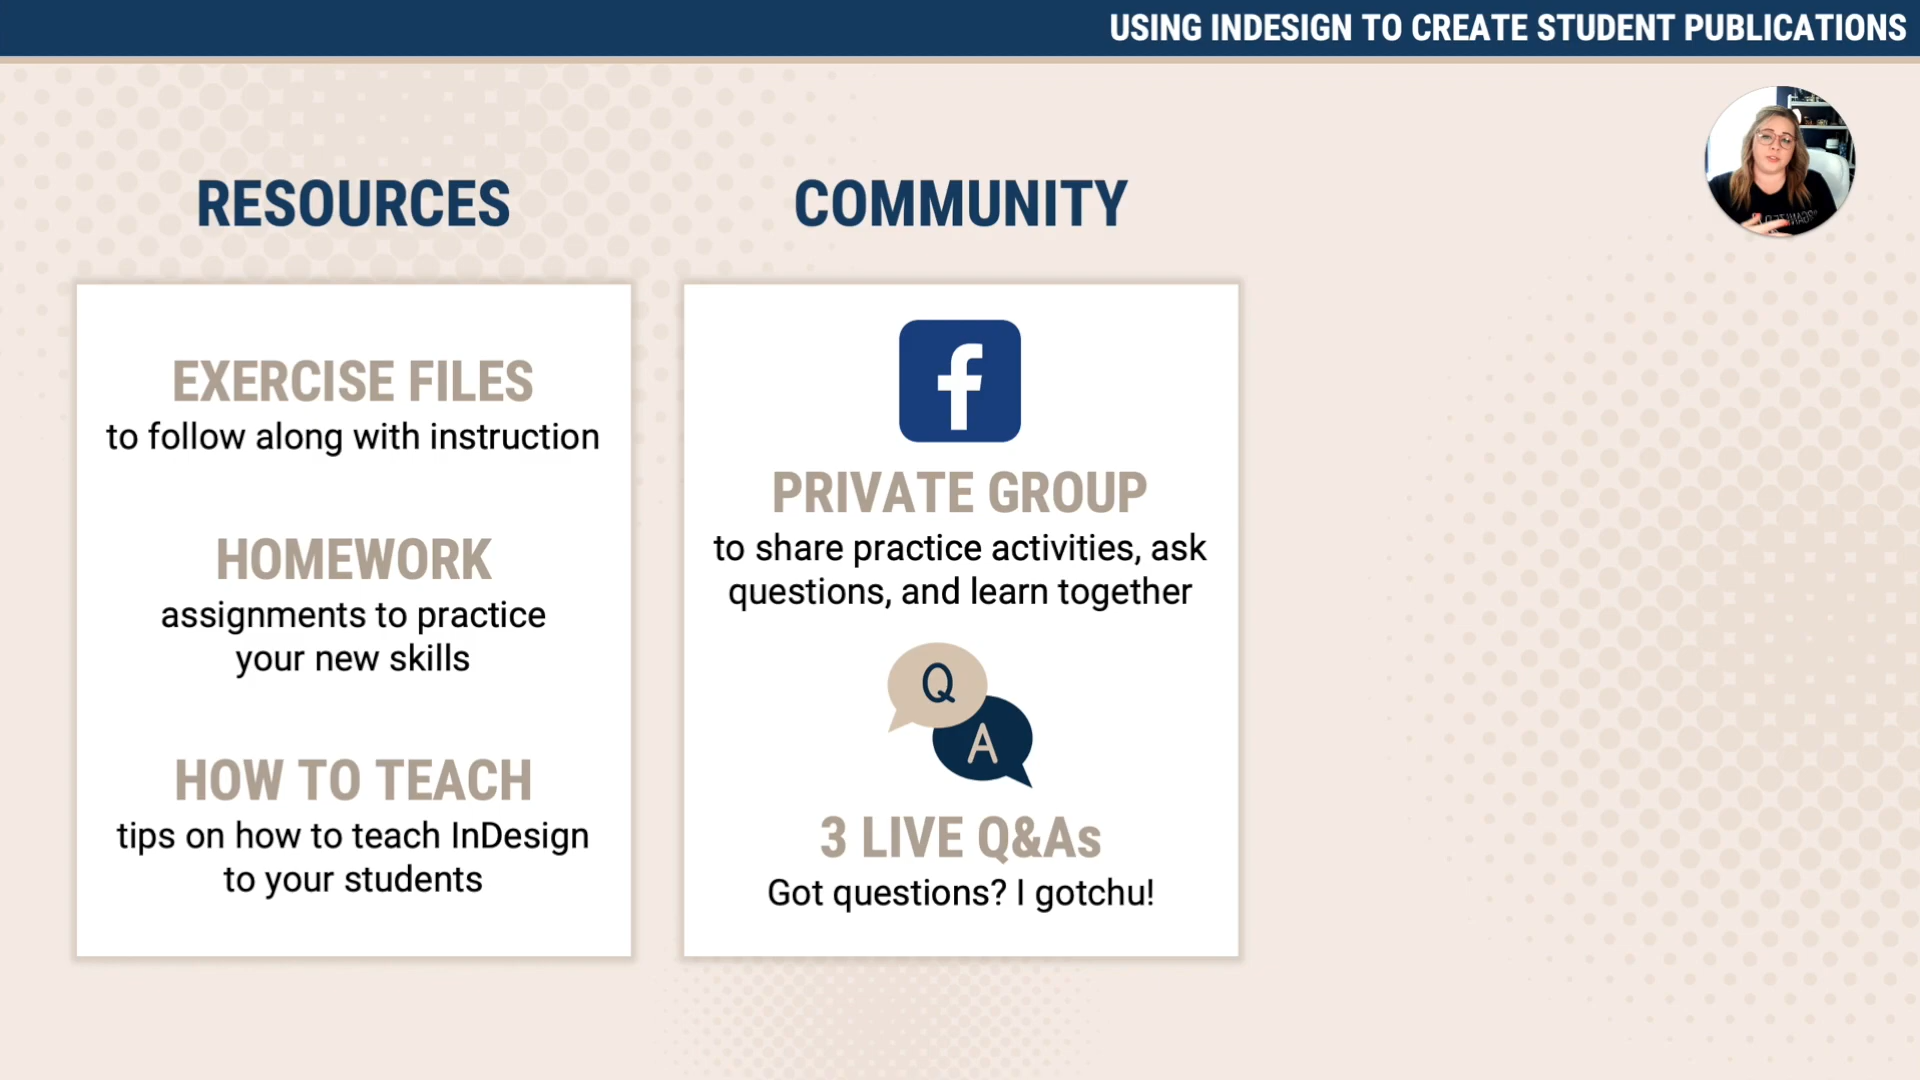 USING INDESIGN TO CREATE STUDENT PUBLICATIONS
RESOURCES
EXERCISE FILES
to follow along with instruction
HOMEWORK
assignments to practice
your new skills
HOW TO TEACH
tips on how to teach InDesign
to your students
COMMUNITY
f
PRIVATE GROUP
to share practice activities, ask
questions, and learn together
Q
A
3 LIVE Q&As
Got questions? I gotchu!